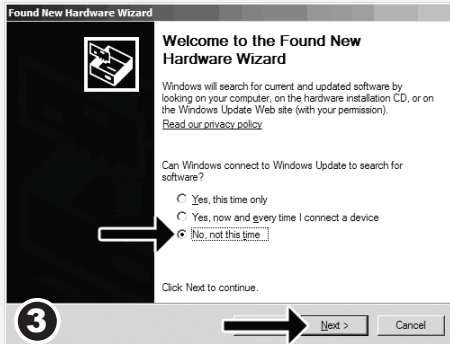 Found New Hardware Wizard
Welcome to the Found New
Hardware Wizard
Windows will search for current and updated software by
looking on your computer, on the hardware installation CD, or on
the Windows Update Web site (with your permission).
Read our privacy policy
Can Windows connect to Windows Update to search for
software?
Yes, this time only
Yes, now and every time I connect a device
No, not this time
Click Next to continue.
3
Next >
Cancel